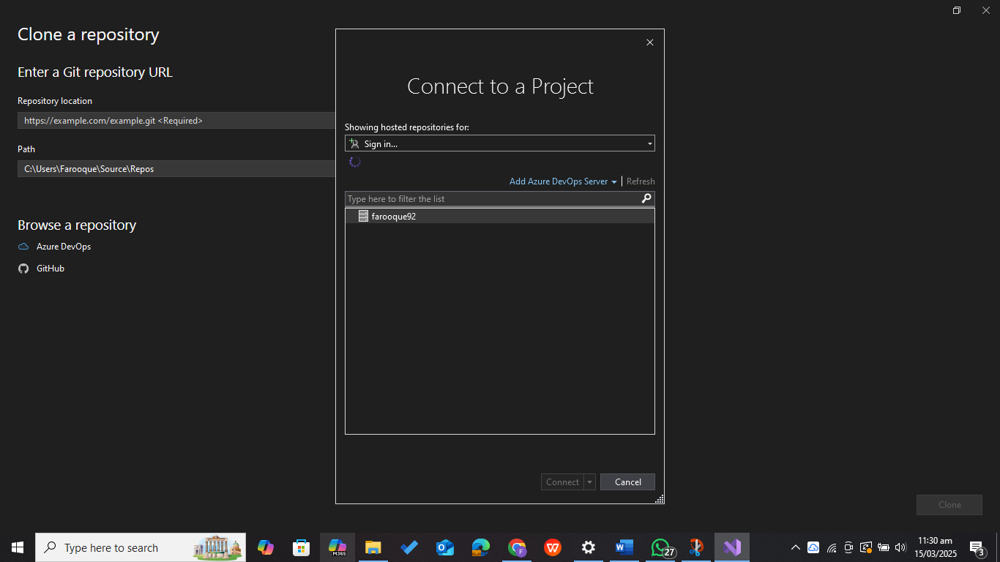 Clone a repository
Enter a Git repository URL
Repository location
https://example.com/example.git <Required>
Path
C:\Users\Farooque\Source\Repos
Browse a repository
Azure DevOps
GitHub
Connect to a Project
Showing hosted repositories for:
Sign in...
Add Azure DevOps Server
Refresh
Type here to filter the list
farooque92
Connect
Cancel
Clone
Type here to search
M365
F
W
W
27
11:30 am
15/03/2025
3